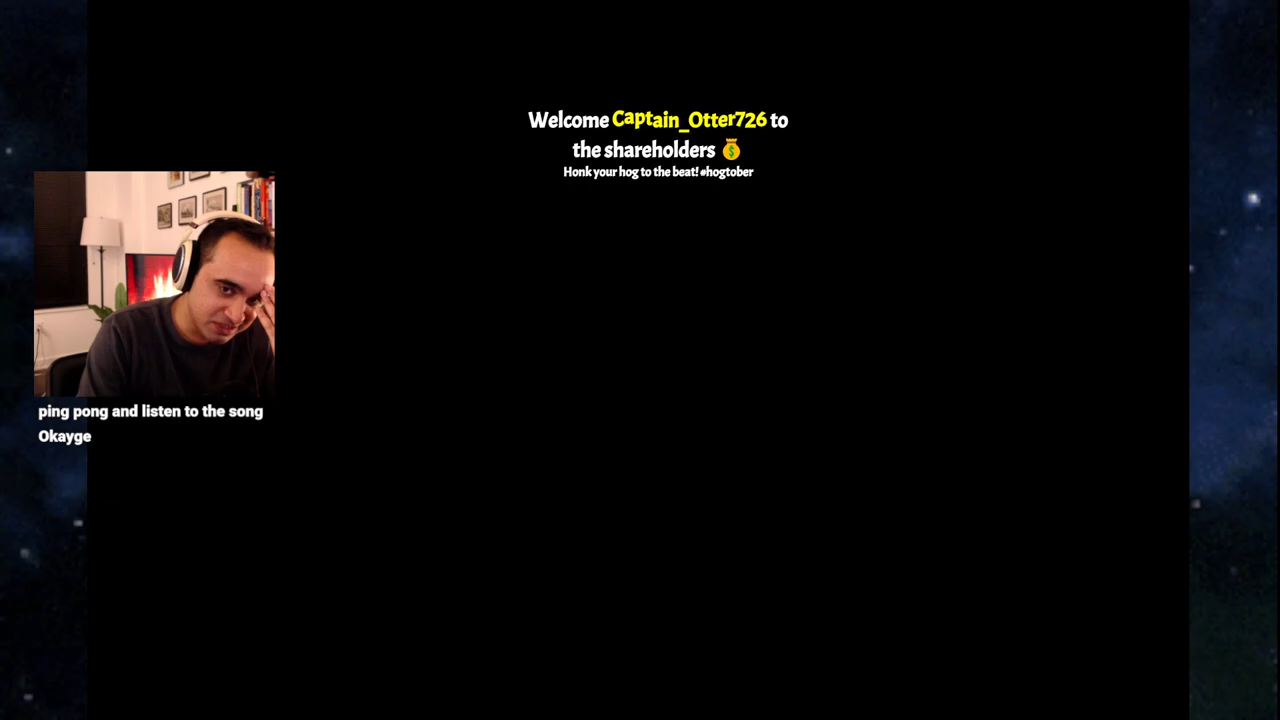 Welcome Captain_Otter726 to
the shareholders 💰
Honk your hog to the beat! #hogtober
ping pong and listen to the song
Okayge